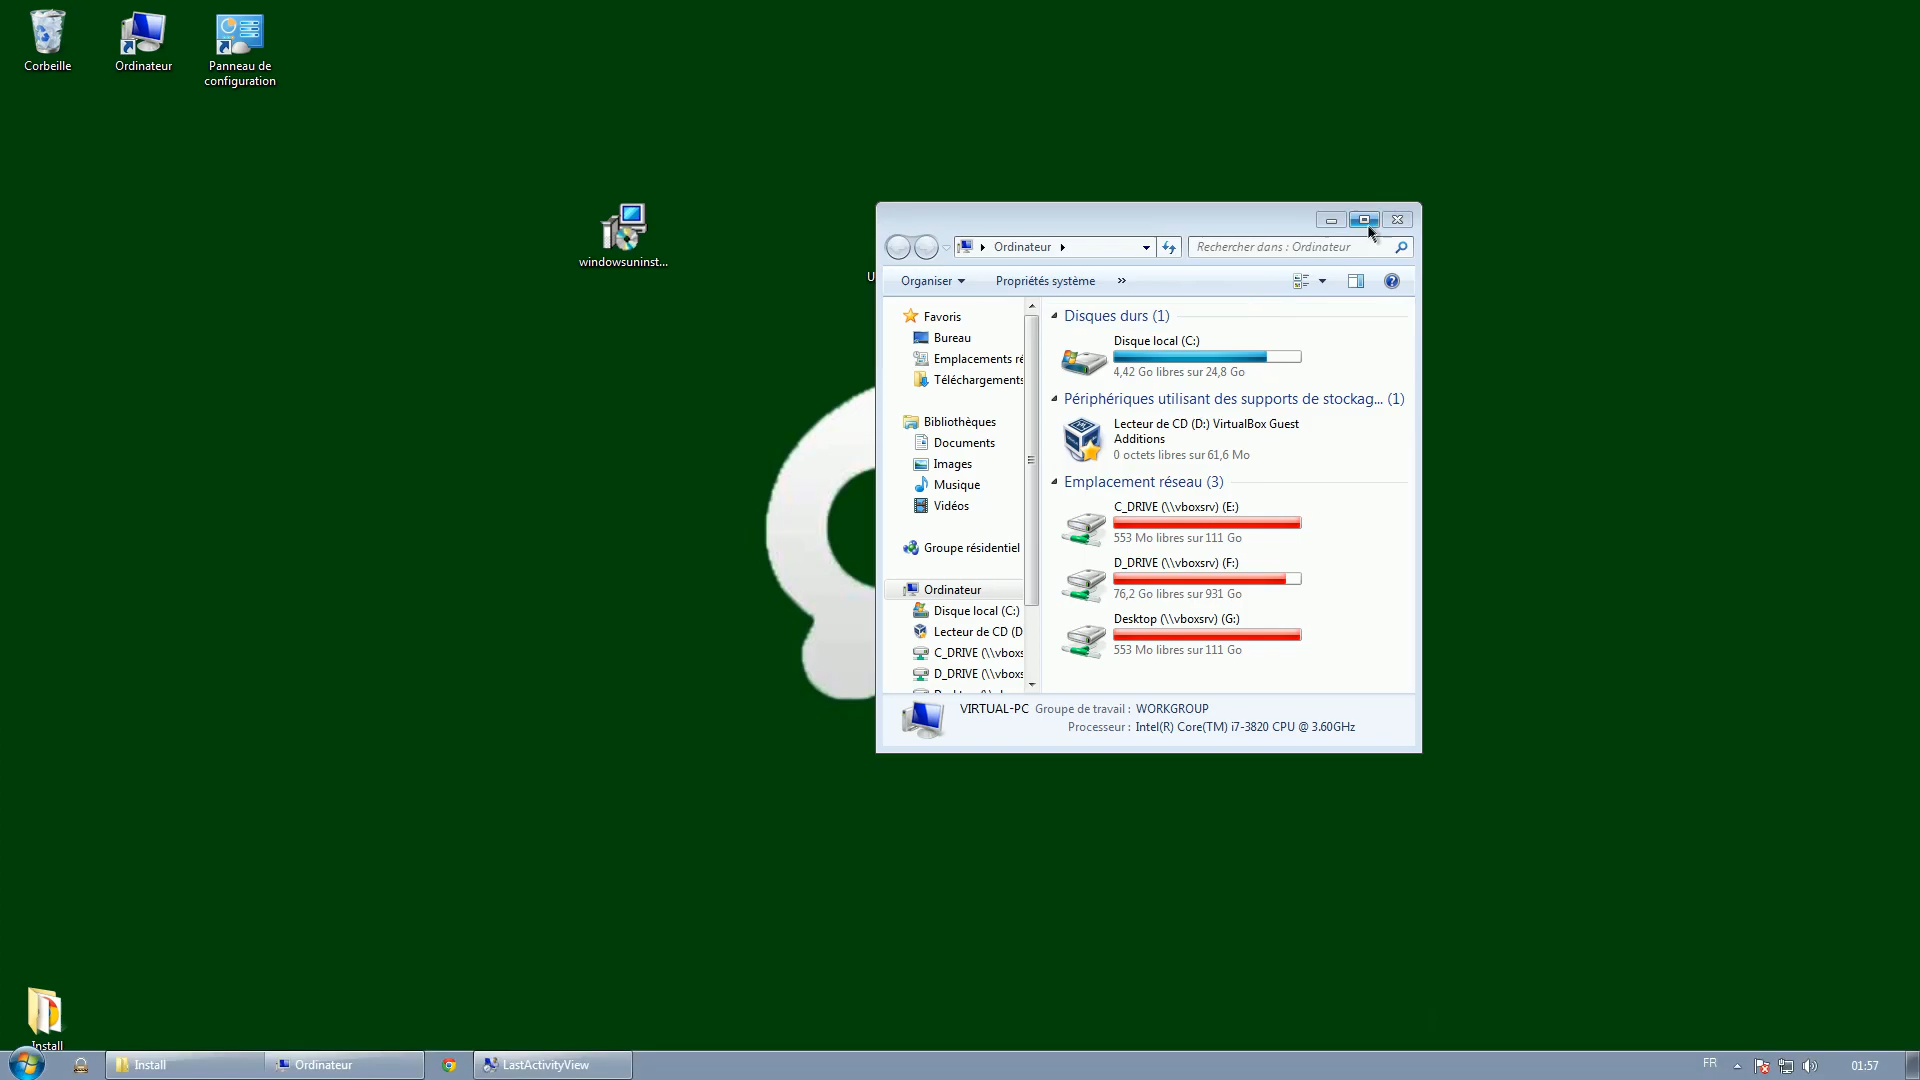 Corbeille
Ordinateur
Panneau de
configuration
windowsuninst...
U
Ordinateur
Rechercher dans : Ordinateur
Organiser
Propriétés système
»
Favoris
Bureau
Emplacements ré
Téléchargements
Bibliothèques
Documents
Images
Musique
Vidéos
Groupe résidentiel
Ordinateur
Disque local (C:)
Lecteur de CD (D
C_DRIVE (\\vboxs
D_DRIVE (\\vboxs
Disques durs (1)
Disque local (C:)
4,42 Go libres sur 24,8 Go
Périphériques utilisant des supports de stockag... (1)
Lecteur de CD (D:) VirtualBox Guest
Additions
0 octets libres sur 61,6 Mo
Emplacement réseau (3)
C_DRIVE (\\vboxsrv) (E:)
553 Mo libres sur 111 Go
D_DRIVE (\\vboxsrv) (F:)
76,2 Go libres sur 931 Go
Desktop (\\vboxsrv) (G:)
553 Mo libres sur 111 Go
VIRTUAL-PC Groupe de travail : WORKGROUP
Processeur : Intel(R) Core(TM) i7-3820 CPU @ 3.60GHz
Install
Install
Ordinateur
LastActivityView
FR
01:57